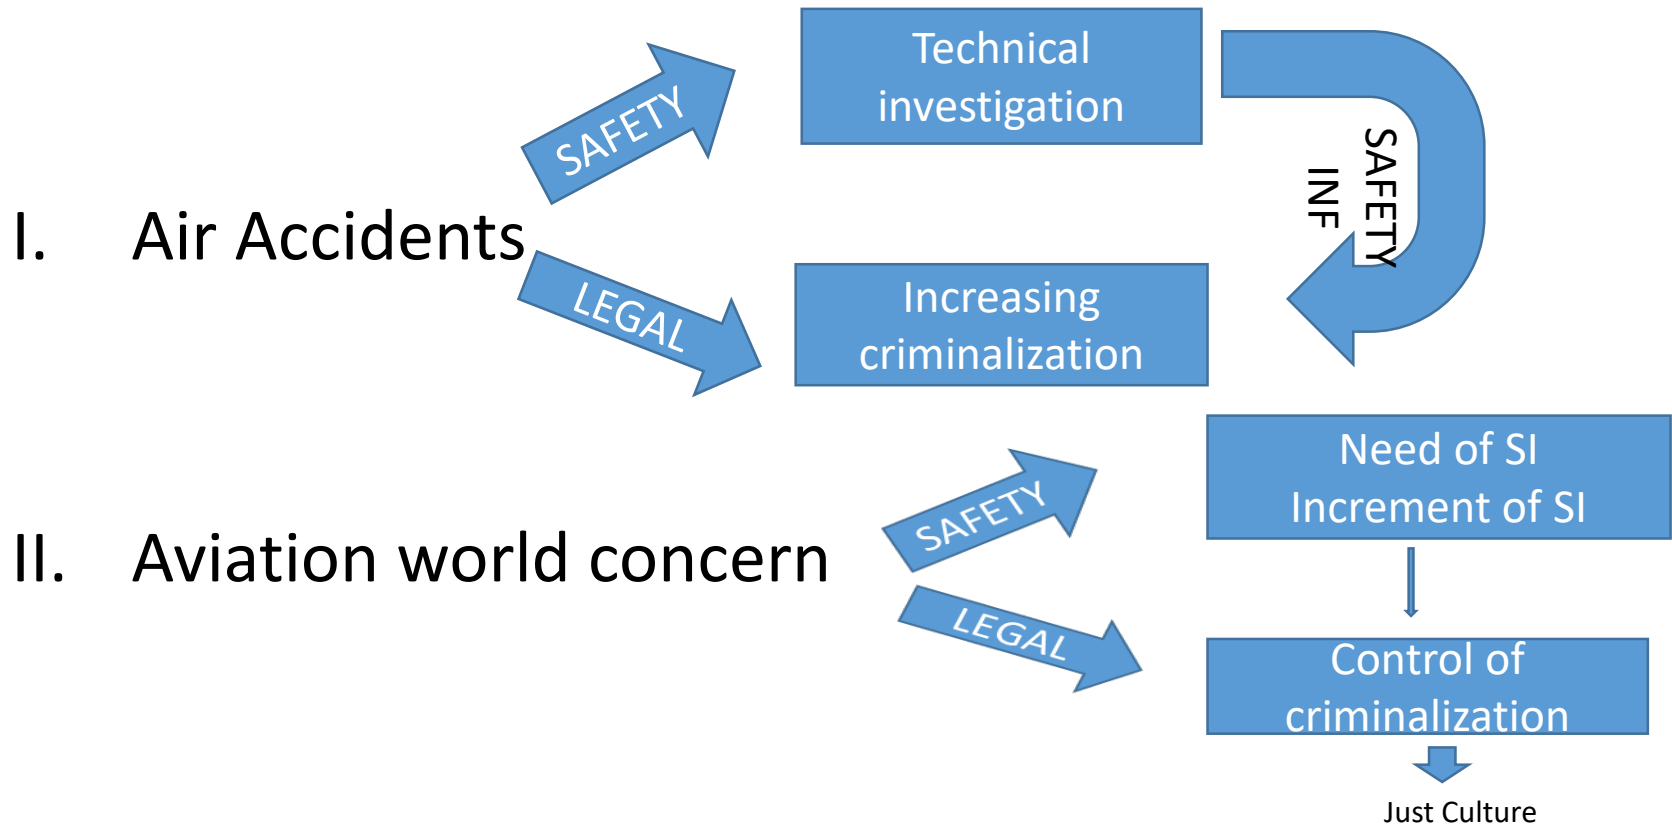 Technical
investigation
SAFETY
SAFETY
INF
I. Air Accidents
LEGAL
Increasing
criminalization
Need of SI
Increment of SI
SAFETY
II. Aviation world concern
LEGAL
Control of
criminalization
Just Culture